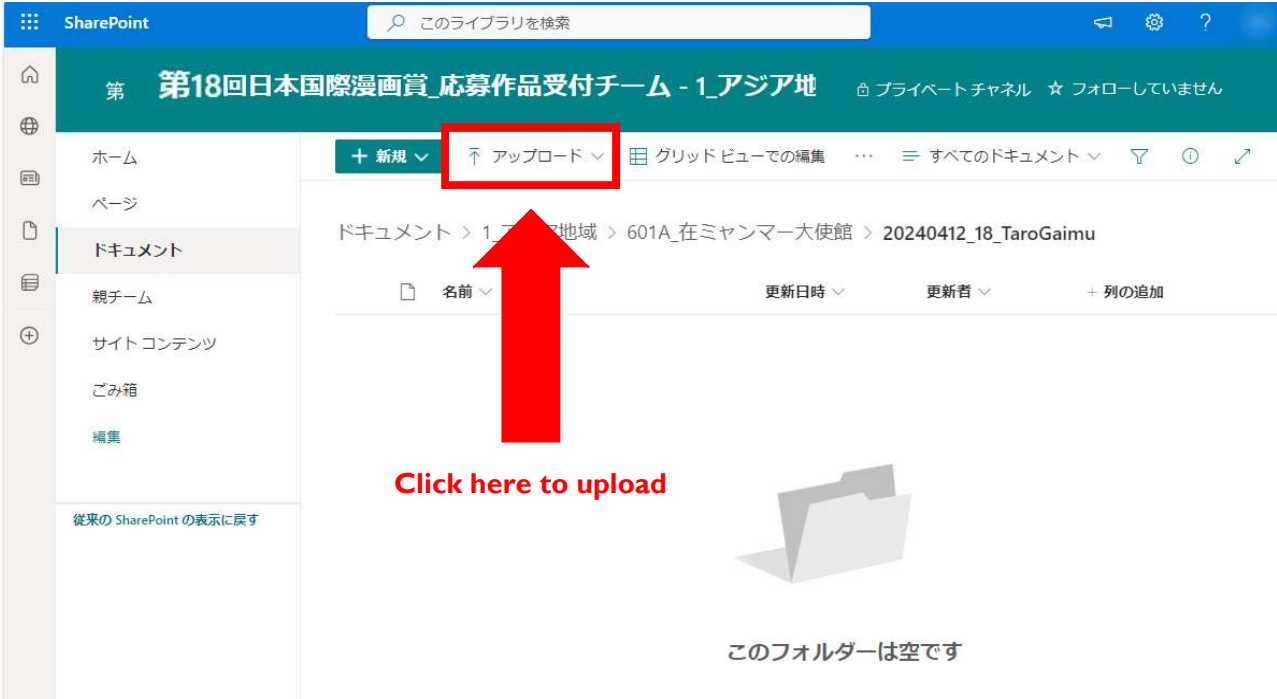 SharePoint
このライブラリを検索
?
第
第18回日本国際漫画賞_応募作品受付チーム - 1_アジア地
プライベート チャネル ☆ フォローしていません
ホーム
ページ
ドキュメント
親チーム
サイト コンテンツ
ごみ箱
編集
従来の SharePoint の表示に戻す
+ 新規
アップロード
グリッド ビューでの編集
…
すべてのドキュメント
ドキュメント > 1_ 地域 > 601A_在ミャンマー大使館 > 20240412_18_TaroGaimu
名前
更新日時
更新者
+ 列の追加
Click here to upload
このフォルダーは空です